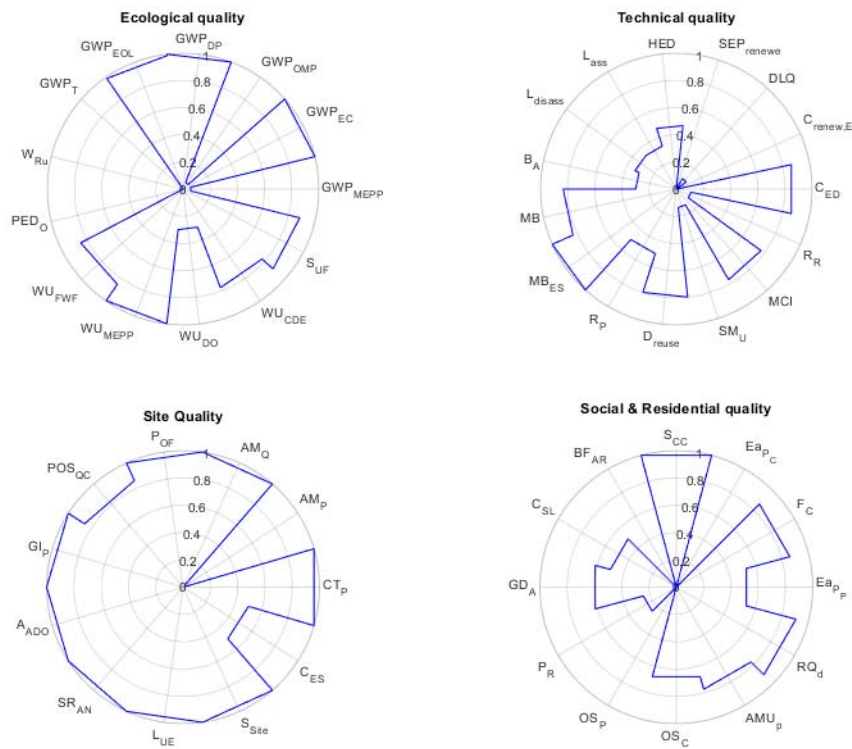 Ecological quality
GWP_DP
GWP_EOL
GWP_OMP
GWP_T
GWP_EC
W_Ru
GWP_MEPP
PED_O
S_UF
WU_FWF
WU_CDE
WU_MEPP
WU_DO
1
0.8
0.6
0.4
0.2
0
Technical quality
HED
SEP_renewe
L_ass
DLQ
L_disass
C_renew,E
B_A
C_ED
MB
R_R
MB_ES
MCI
R_P
SM_U
D_reuse
1
0.8
0.6
0.4
0.2
0
Site Quality
P_OF
AM_Q
POS_QC
AM_P
GI_P
CT_P
A_ADO
C_ES
SR_AN
S_Site
L_UE
1
0.8
0.6
0.4
0.2
0
Social & Residential quality
S_CC
Ea_P_C
BF_AR
F_C
C_SL
Ea_P_P
GD_A
RQ_d
P_R
AMU_p
OS_P
OS_C
1
0.8
0.6
0.4
0.2
0